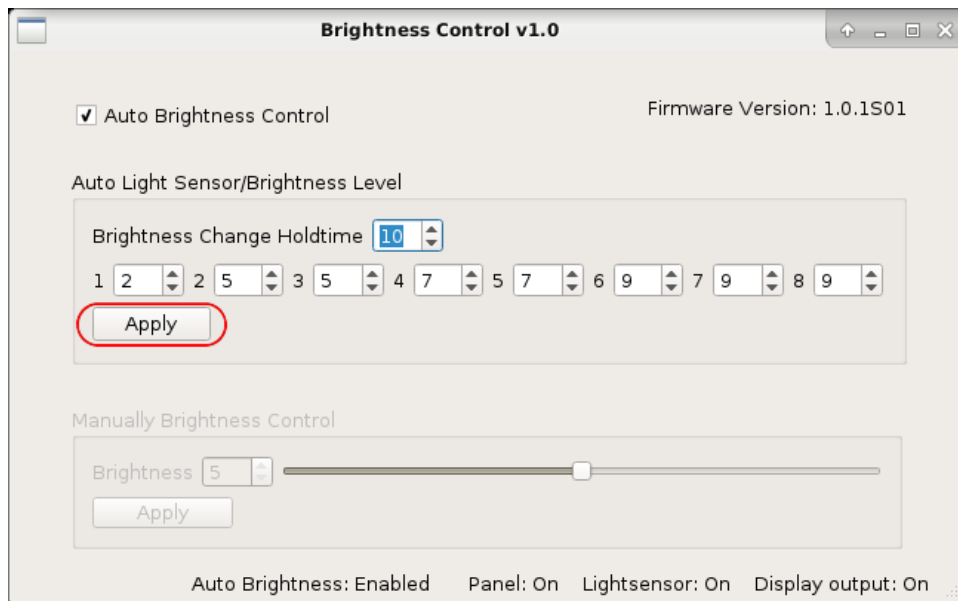 Brightness Control v1.0
Auto Brightness Control
Firmware Version: 1.0.1S01
Auto Light Sensor/Brightness Level
Brightness Change Holdtime 10
1 2 2 5 3 5 4 7 5 7 6 9 7 9 8 9
Apply
Manually Brightness Control
Brightness 5
Apply
Auto Brightness: Enabled Panel: On Lightsensor: On Display output: On